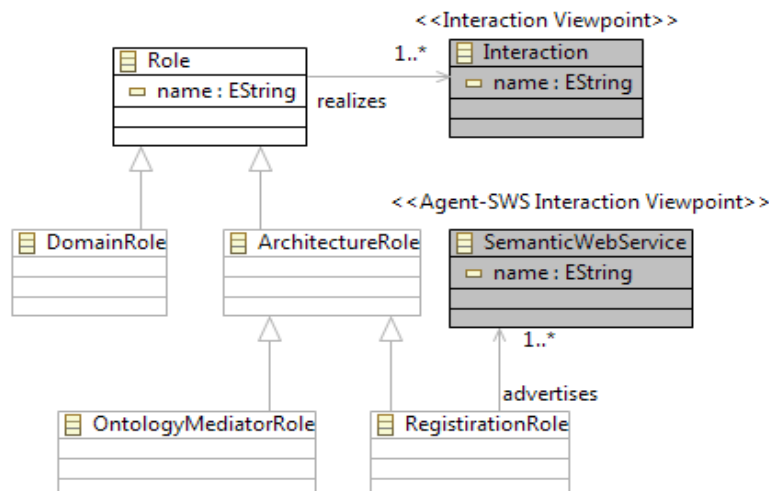 <<Interaction Viewpoint>>
Role
1..*
Interaction
name : EString
name : EString
realizes
<<Agent-SWS Interaction Viewpoint>>
DomainRole
ArchitectureRole
SemanticWebService
name : EString
1..*
advertises
OntologyMediatorRole
RegistirationRole